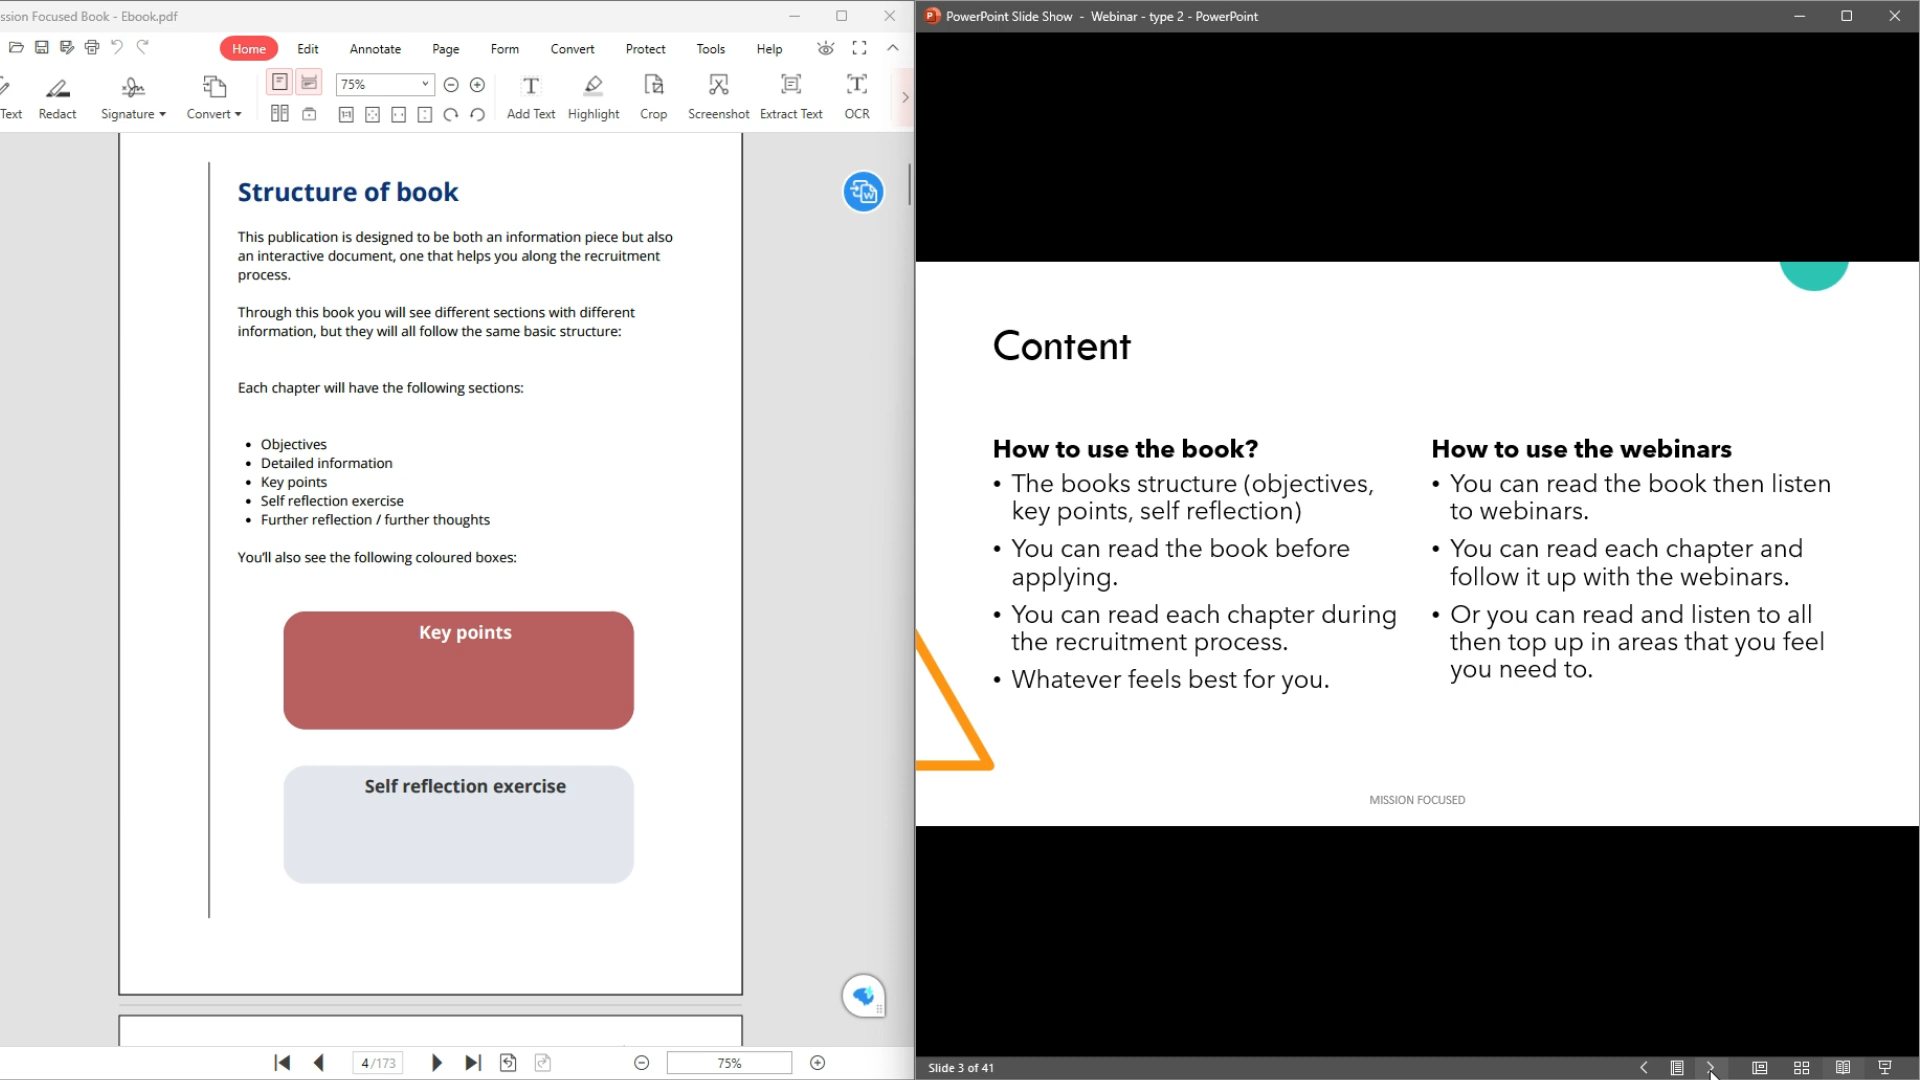 ssion Focused Book - Ebook.pdf
Home Edit Annotate Page Form Convert Protect Tools Help
75%
Text Redact Signature Convert Add Text Highlight Crop Screenshot Extract Text OCR
Structure of book
This publication is designed to be both an information piece but also
an interactive document, one that helps you along the recruitment
process.
Through this book you will see different sections with different
information, but they will all follow the same basic structure:
Each chapter will have the following sections:
• Objectives
• Detailed information
• Key points
• Self reflection exercise
• Further reflection / further thoughts
You'll also see the following coloured boxes:
Key points
Self reflection exercise
4/173
75%
PowerPoint Slide Show - Webinar - type 2 - PowerPoint
Content
How to use the book?
• The books structure (objectives,
key points, self reflection)
• You can read the book before
applying.
• You can read each chapter during
the recruitment process.
• Whatever feels best for you.
How to use the webinars
• You can read the book then listen
to webinars.
• You can read each chapter and
follow it up with the webinars.
• Or you can read and listen to all
then top up in areas that you feel
you need to.
MISSION FOCUSED
Slide 3 of 41